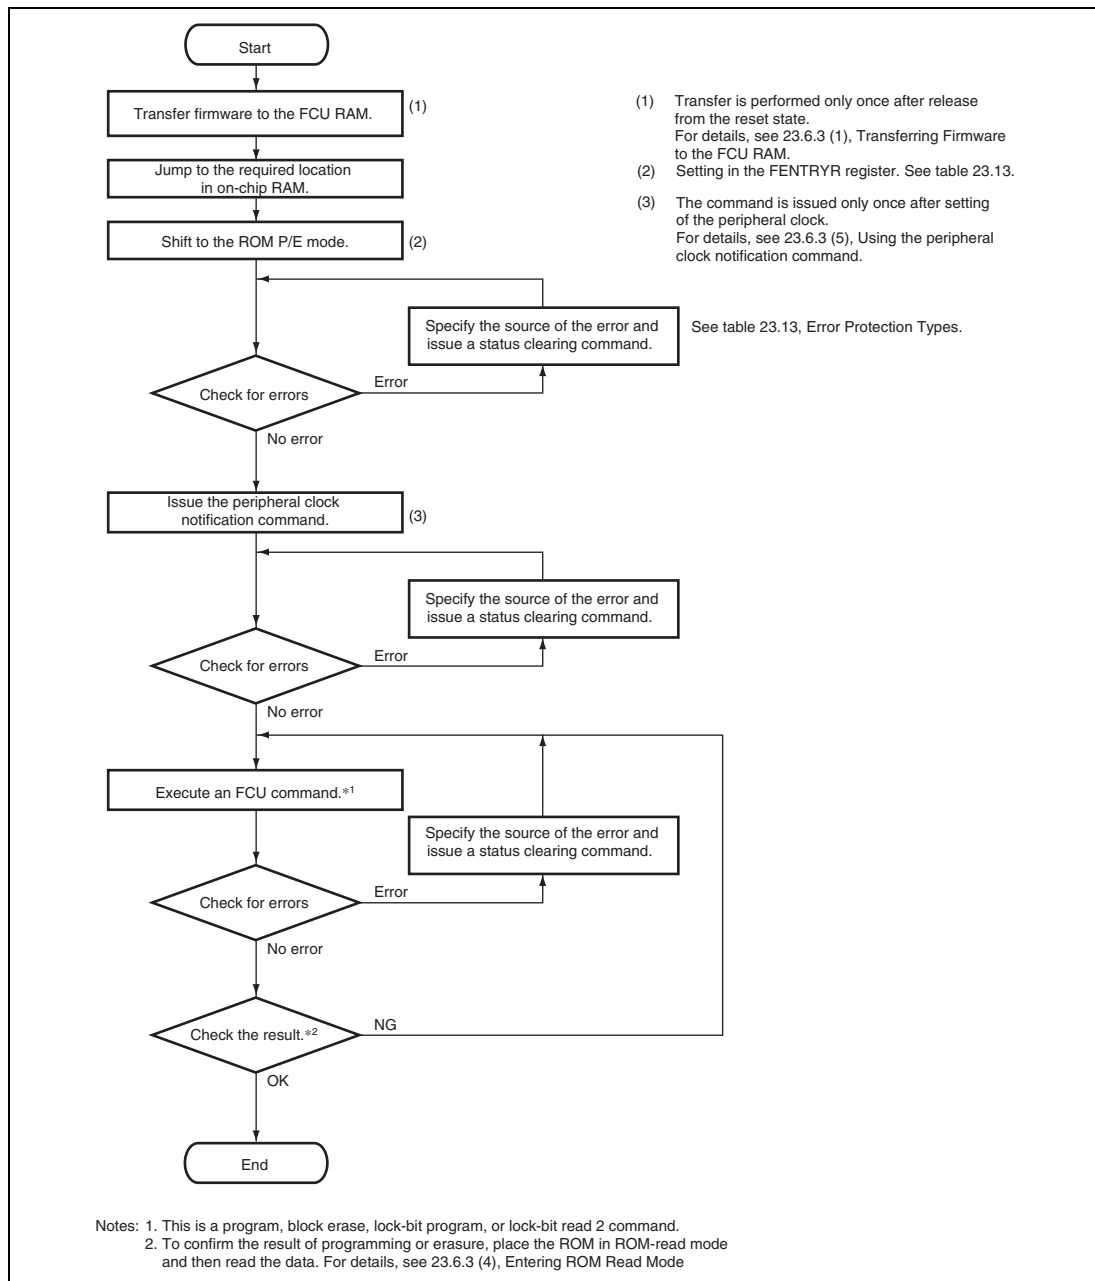 Start
Transfer firmware to the FCU RAM.
(1)
(1) Transfer is performed only once after release
from the reset state.
For details, see 23.6.3 (1), Transferring Firmware
to the FCU RAM.
Jump to the required location
in on-chip RAM.
(2) Setting in the FENTRYR register. See table 23.13.
Shift to the ROM P/E mode.
(2)
(3) The command is issued only once after setting
of the peripheral clock.
For details, see 23.6.3 (5), Using the peripheral
clock notification command.
Specify the source of the error and
issue a status clearing command.
See table 23.13, Error Protection Types.
Check for errors
Error
No error
Issue the peripheral clock
notification command.
(3)
Specify the source of the error and
issue a status clearing command.
Check for errors
Error
No error
Execute an FCU command.*1
Specify the source of the error and
issue a status clearing command.
Check for errors
Error
No error
Check the result.*2
NG
OK
End
Notes: 1. This is a program, block erase, lock-bit program, or lock-bit read 2 command.
2. To confirm the result of programming or erasure, place the ROM in ROM-read mode
and then read the data. For details, see 23.6.3 (4), Entering ROM Read Mode